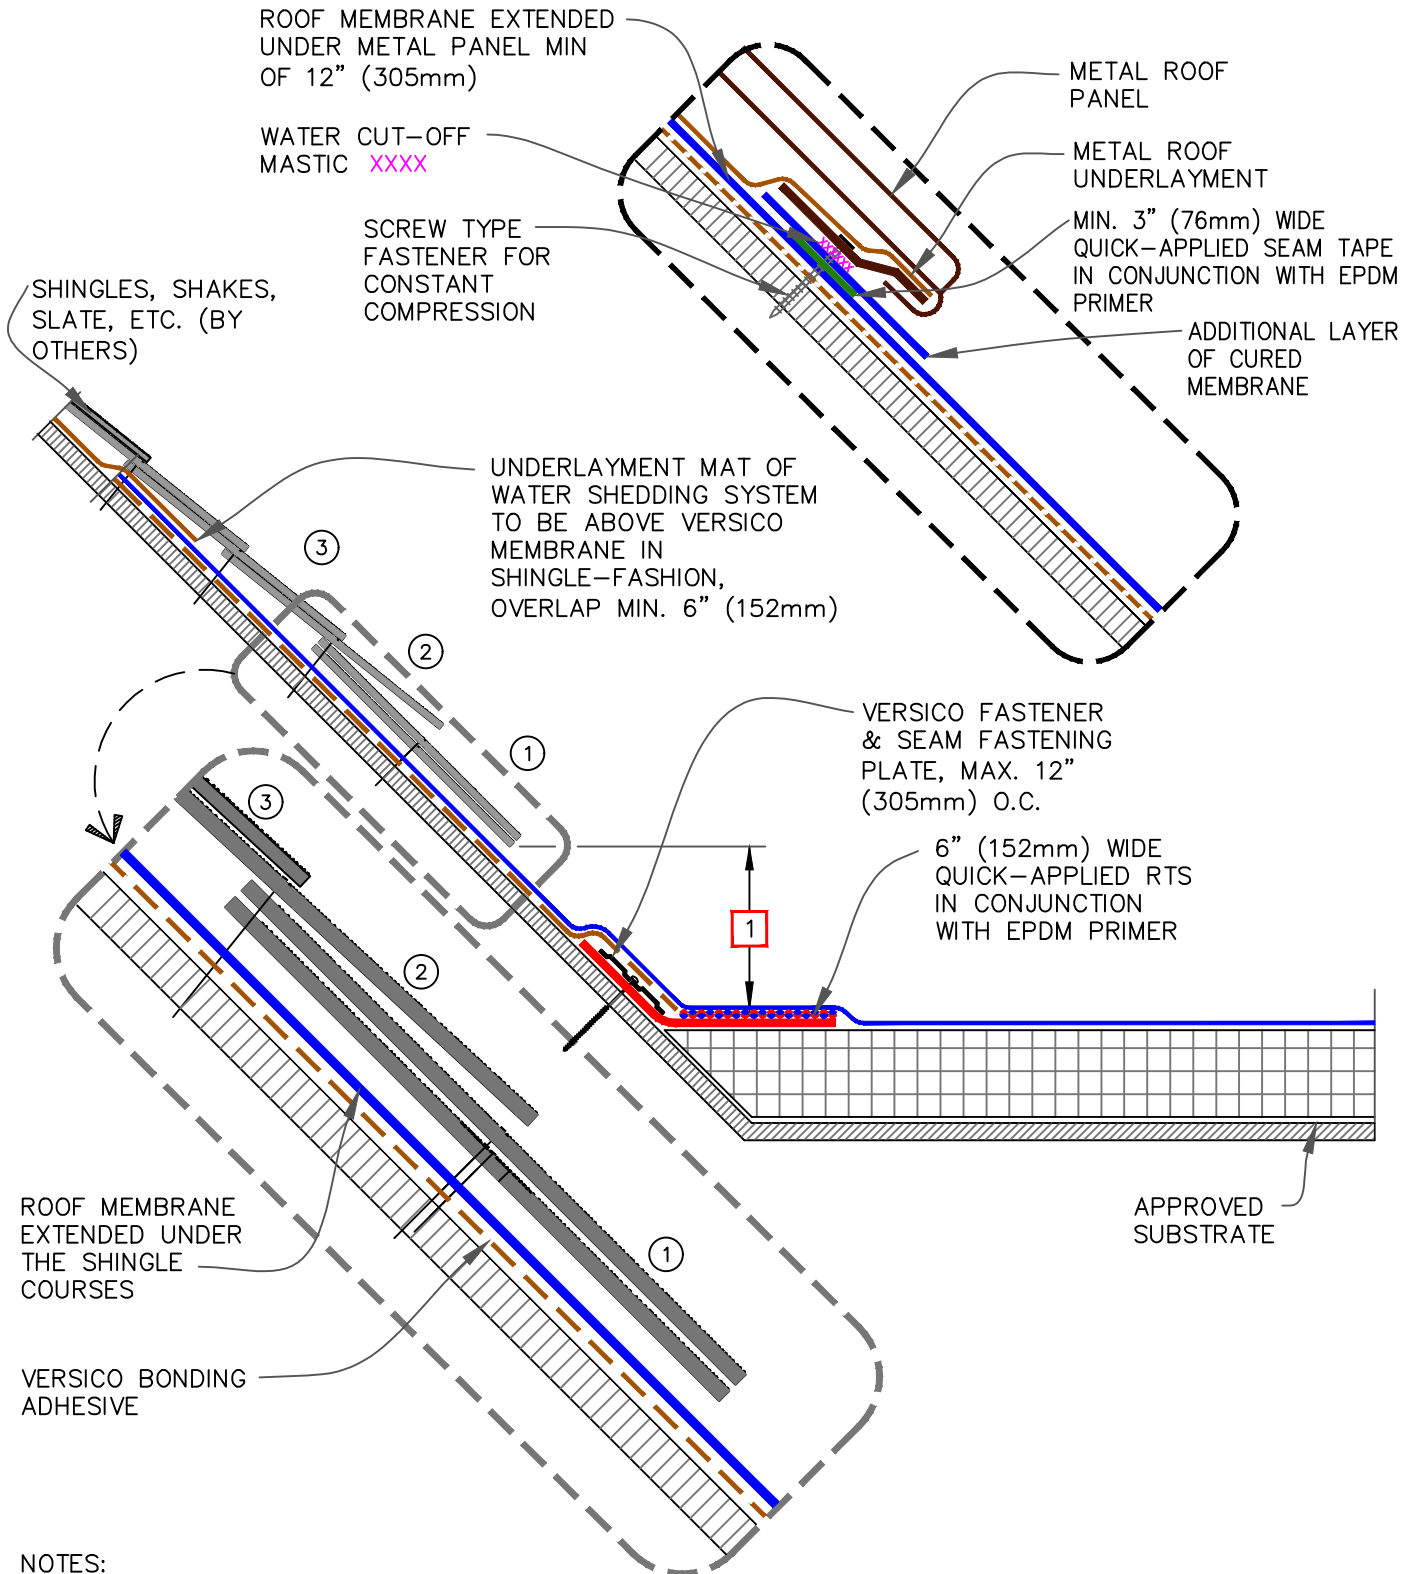 ROOF MEMBRANE EXTENDED
UNDER METAL PANEL MIN
OF 12” (305mm)
WATER CUT-OFF
MASTIC XXXX
SCREW TYPE
FASTENER FOR
CONSTANT
COMPRESSION
METAL ROOF
PANEL
METAL ROOF
UNDERLAYMENT
MIN. 3” (76mm) WIDE
QUICK-APPLIED SEAM TAPE
IN CONJUNCTION WITH EPDM
PRIMER
ADDITIONAL LAYER
OF CURED
MEMBRANE
XXXXX
SHINGLES, SHAKES,
SLATE, ETC. (BY
OTHERS)
UNDERLAYMENT MAT OF
WATER SHEDDING SYSTEM
TO BE ABOVE VERSICO
MEMBRANE IN
SHINGLE-FASHION,
OVERLAP MIN. 6” (152mm)
3
2
1
VERSICO FASTENER
& SEAM FASTENING
PLATE, MAX. 12”
(305mm) O.C.
6” (152mm) WIDE
QUICK-APPLIED RTS
IN CONJUNCTION
WITH EPDM PRIMER
1
3
2
1
ROOF MEMBRANE
EXTENDED UNDER
THE SHINGLE
COURSES
APPROVED
SUBSTRATE
VERSICO BONDING
ADHESIVE
NOTES: